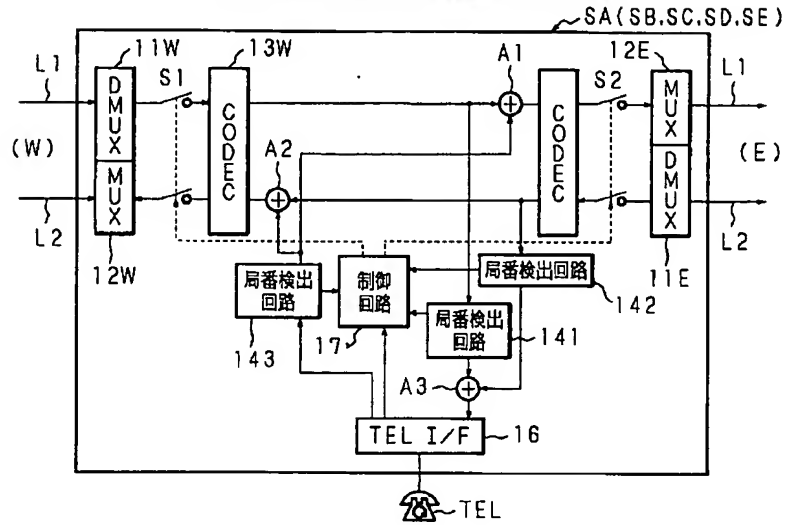 SA(SB,SC,SD,SE)
11W
13W
A1
12E
L1
S1
S2
L1
DMUX
CODEC
CODEC
MUX
(W)
(E)
A2
MUX
DMUX
L2
L2
12W
11E
局番検出
回路
制御
回路
局番検出回路
142
143
17
局番検出
回路
141
A3
TEL I/F
16
TEL